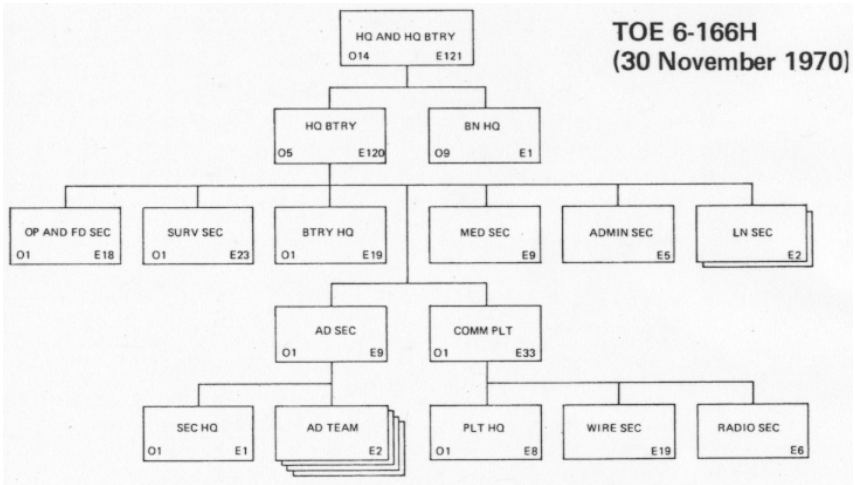 TOE 6-166H
(30 November 1970)
HQ AND HQ BTRY
O14 E121
HQ BTRY
O5 E120
BN HQ
O9 E1
OP AND FD SEC
O1 E18
SURV SEC
O1 E23
BTRY HQ
O1 E19
MED SEC
E9
ADMIN SEC
E5
LN SEC
E2
AD SEC
O1 E9
COMM PLT
O1 E33
SEC HQ
O1 E1
AD TEAM
E2
PLT HQ
O1 E8
WIRE SEC
E19
RADIO SEC
E6